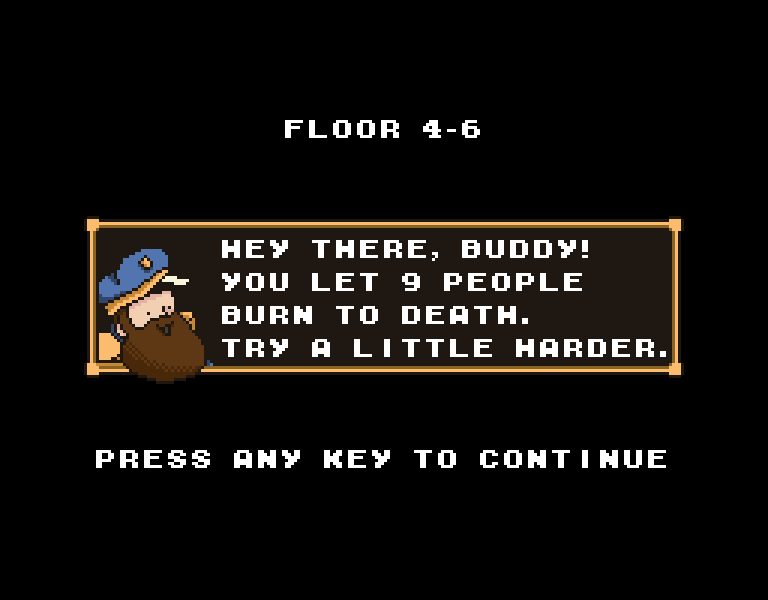 FLOOR 4-6
HEY THERE, BUDDY!
YOU LET 9 PEOPLE
BURN TO DEATH.
TRY A LITTLE HARDER.
PRESS ANY KEY TO CONTINUE